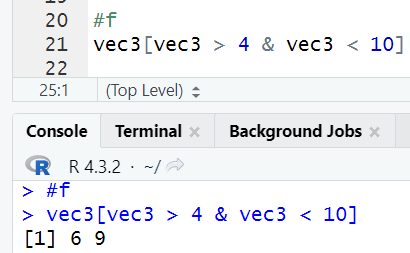 20 #f
21 vec3[vec3 > 4 & vec3 < 10]
22
25:1 (Top Level)
Console Terminal Background Jobs
R R 4.3.2 · ~/
> #f
> vec3[vec3 > 4 & vec3 < 10]
[1] 6 9